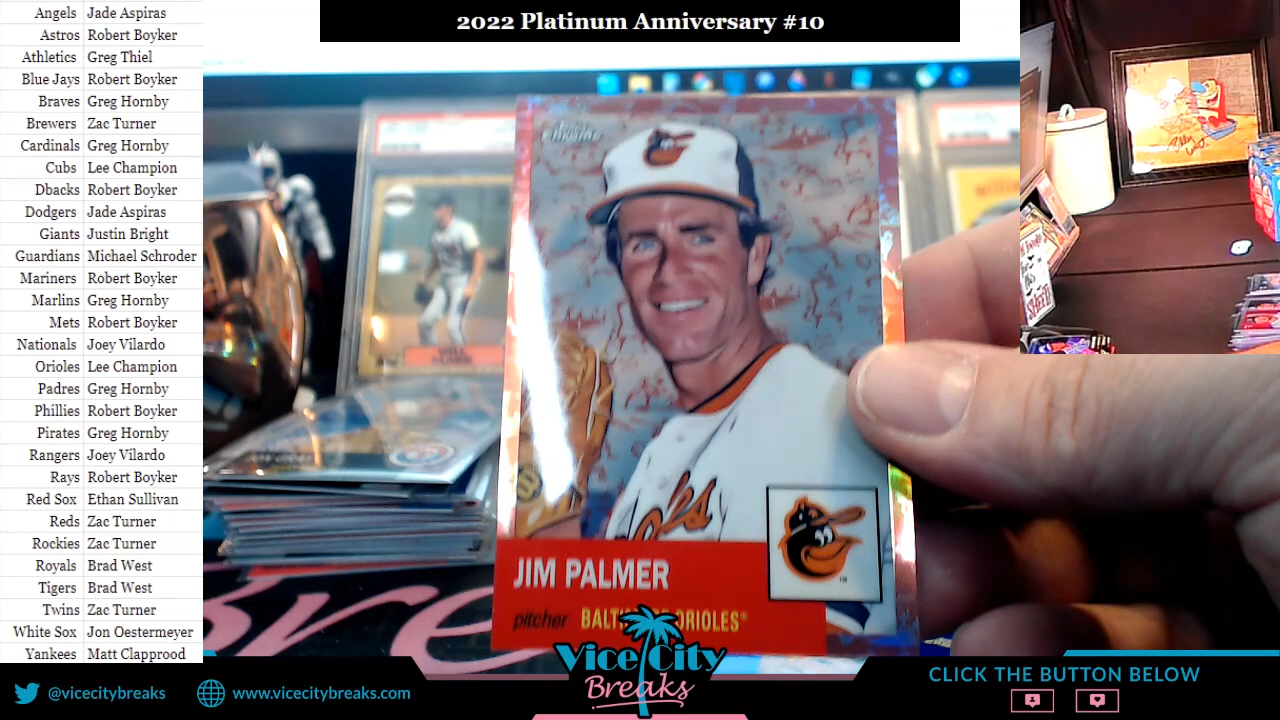 2022 Platinum Anniversary #10
Angels Jade Aspiras
Astros Robert Boyker
Athletics Greg Thiel
Blue Jays Robert Boyker
Braves Greg Hornby
Brewers Zac Turner
Cardinals Greg Hornby
Cubs Lee Champion
Dbacks Robert Boyker
Dodgers Jade Aspiras
Giants Justin Bright
Guardians Michael Schroder
Mariners Robert Boyker
Marlins Greg Hornby
Mets Robert Boyker
Nationals Joey Vilardo
Orioles Lee Champion
Padres Greg Hornby
Phillies Robert Boyker
Pirates Greg Hornby
Rangers Joey Vilardo
Rays Robert Boyker
Red Sox Ethan Sullivan
Reds Zac Turner
Rockies Zac Turner
Royals Brad West
Tigers Brad West
Twins Zac Turner
White Sox Jon Oestermeyer
Yankees Matt Clapprood
JIM PALMER
pitcher
ORIOLES®
Vice City
Breaks
@vicecitybreaks
www.vicecitybreaks.com
CLICK THE BUTTON BELOW